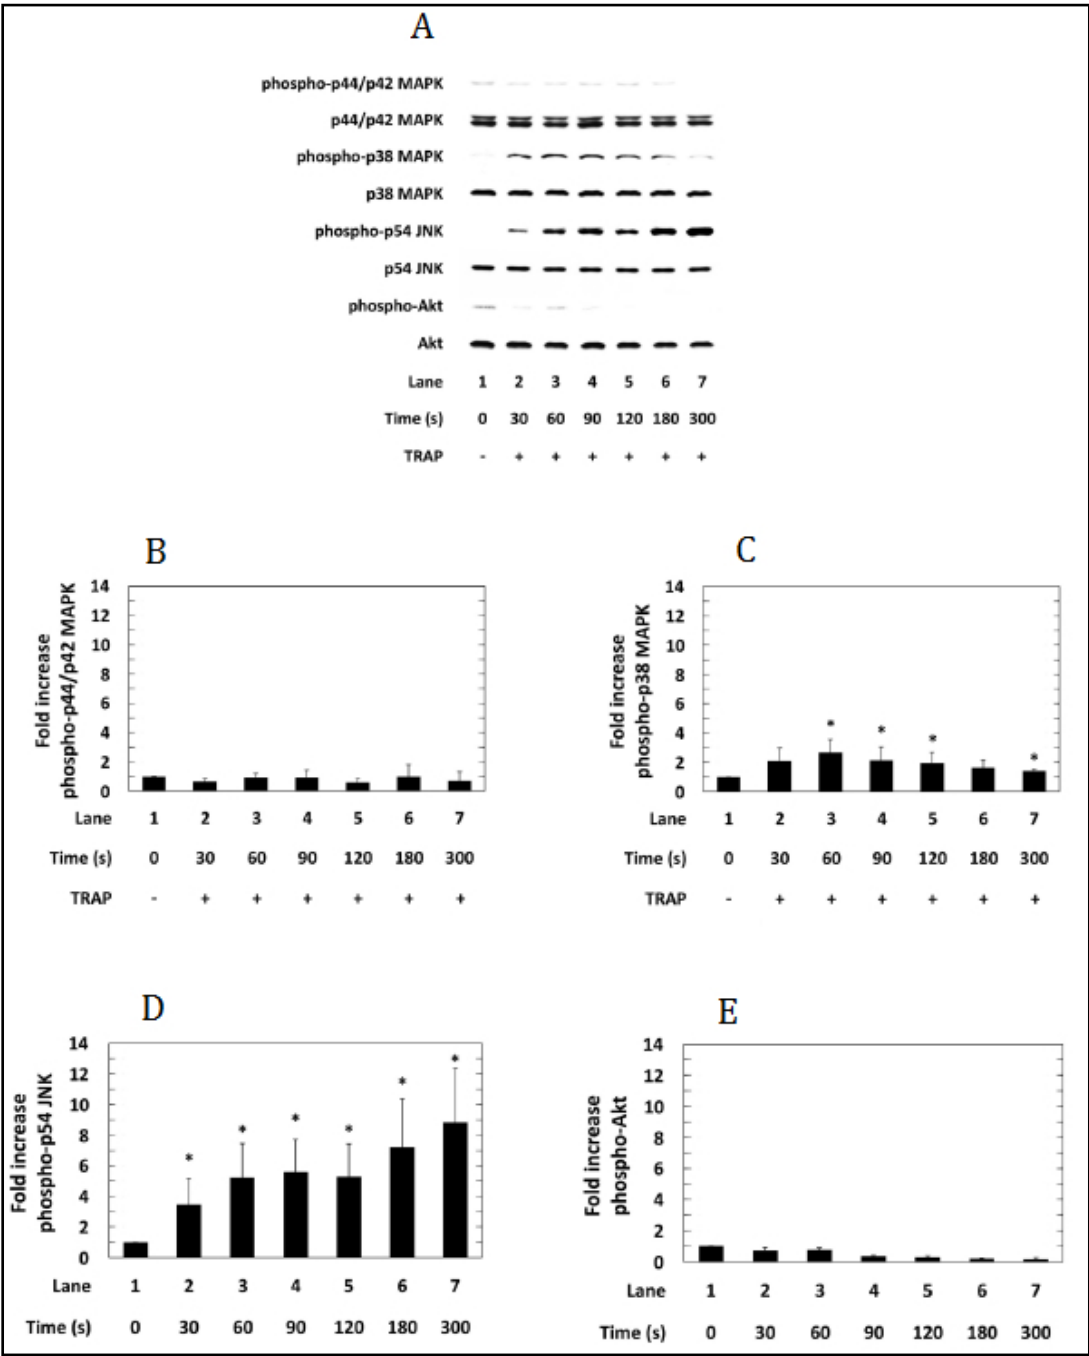 A
phospho-p44/p42 MAPK
p44/p42 MAPK
phospho-p38 MAPK
p38 MAPK
phospho-p54 JNK
p54 JNK
phospho-Akt
Akt
Lane 1 2 3 4 5 6 7
Time (s) 0 30 60 90 120 180 300
TRAP - + + + + + +
B
Fold increase
phospho-p44/p42 MAPK
14
12
10
8
6
4
2
0
Lane 1 2 3 4 5 6 7
Time (s) 0 30 60 90 120 180 300
TRAP - + + + + + +
C
Fold increase
phospho-p38 MAPK
14
12
10
8
6
4
2
0
* * * *
Lane 1 2 3 4 5 6 7
Time (s) 0 30 60 90 120 180 300
TRAP - + + + + + +
D
Fold increase
phospho-p54 JNK
14
12
10
8
6
4
2
0
* * * * * *
Lane 1 2 3 4 5 6 7
Time (s) 0 30 60 90 120 180 300
E
Fold increase
phospho-Akt
14
12
10
8
6
4
2
0
Lane 1 2 3 4 5 6 7
Time (s) 0 30 60 90 120 180 300